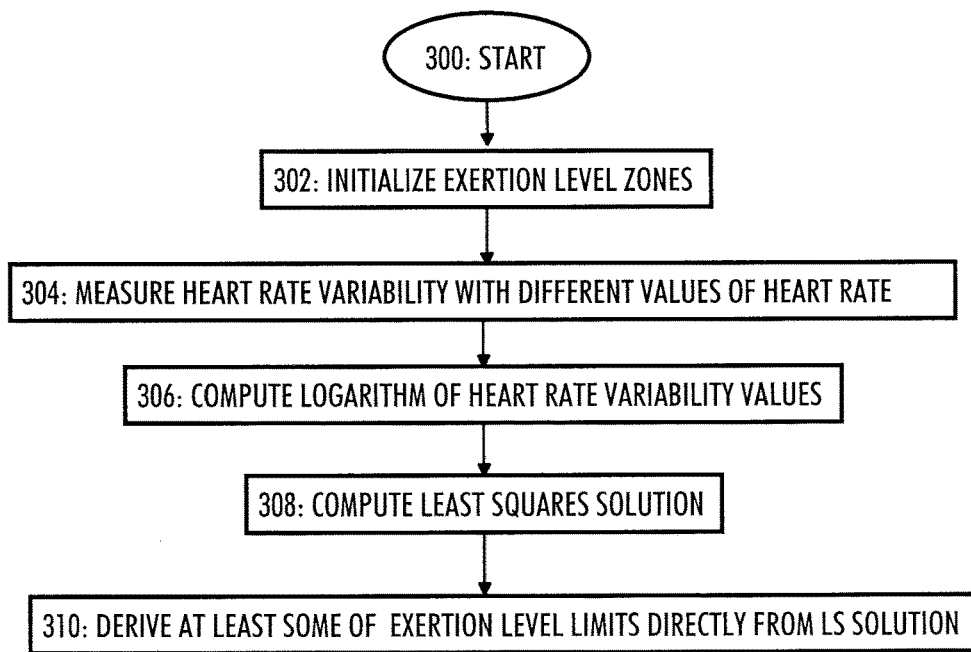 300: START
302: INITIALIZE EXERTION LEVEL ZONES
304: MEASURE HEART RATE VARIABILITY WITH DIFFERENT VALUES OF HEART RATE
306: COMPUTE LOGARITHM OF HEART RATE VARIABILITY VALUES
308: COMPUTE LEAST SQUARES SOLUTION
310: DERIVE AT LEAST SOME OF EXERTION LEVEL LIMITS DIRECTLY FROM LS SOLUTION